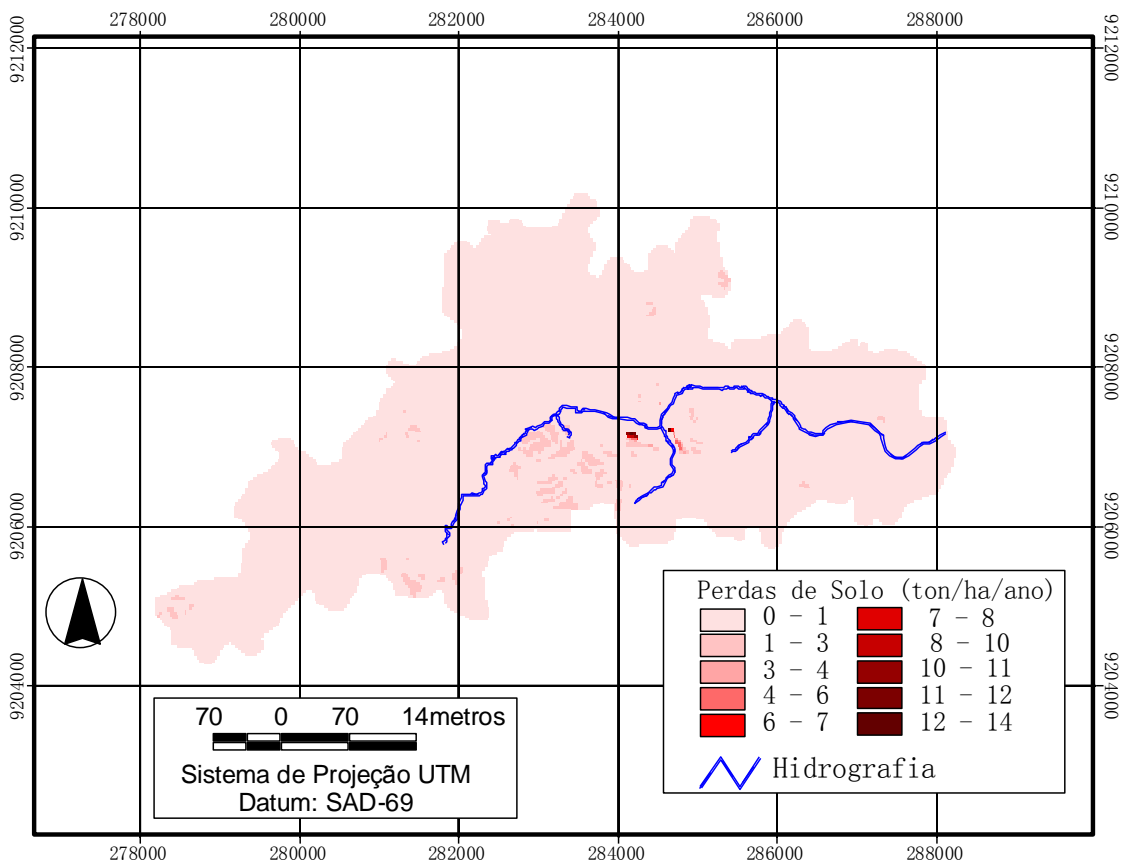 278000 280000 282000 284000 286000 288000
9212000 9212000
9210000 9210000
9208000 9208000
9206000 9206000
9204000 9204000
Perdas de Solo (ton/ha/ano)
0 - 1 7 - 8
1 - 3 8 - 10
3 - 4 10 - 11
4 - 6 11 - 12
6 - 7 12 - 14
Hidrografia
70 0 70 14metros
Sistema de Projeção UTM
Datum: SAD-69
278000 280000 282000 284000 286000 288000